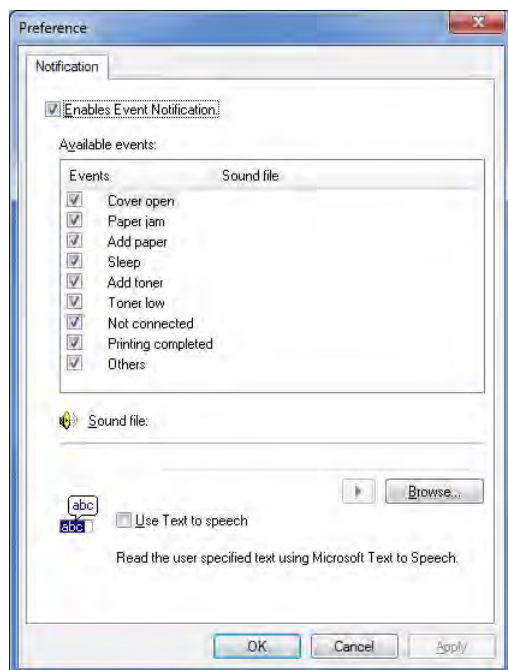 Preference
Notification
Enables Event Notification
Available events:
Events Sound file
Cover open
Paper jam
Add paper
Sleep
Add toner
Toner low
Not connected
Printing completed
Others
Sound file:
Browse...
abc
abc
Use Text to speech
Read the user specified text using Microsoft Text to Speech.
OK Cancel Apply